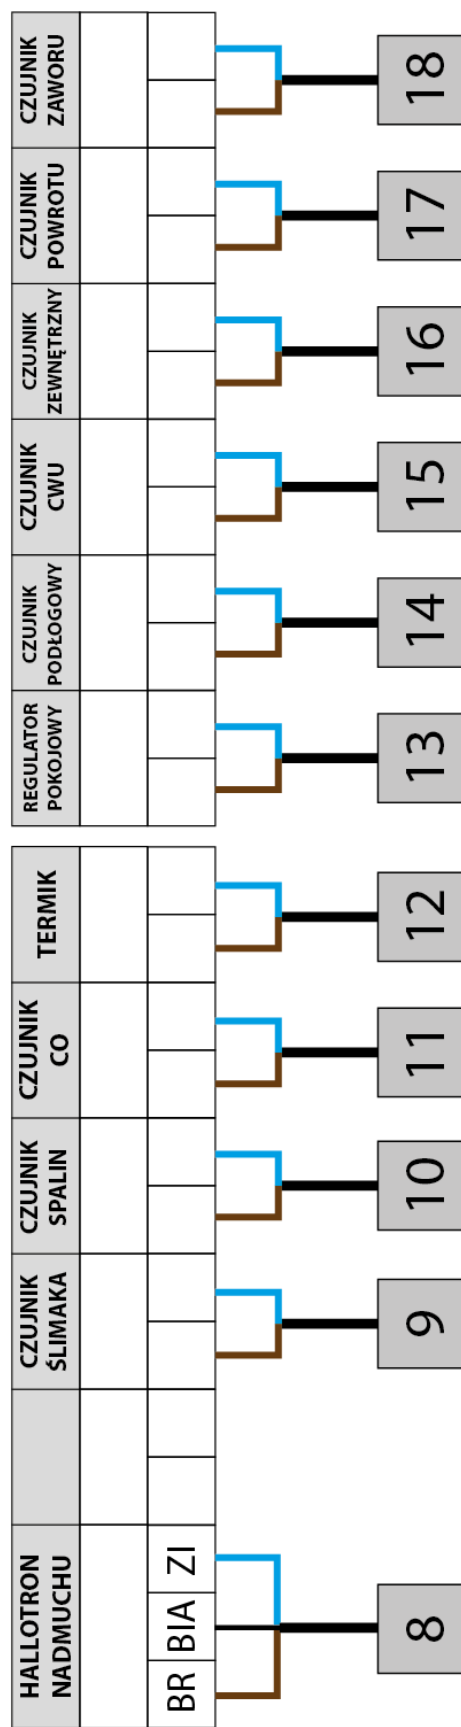 CZUJNIK
ZAWORU
18
CZUJNIK
POWROTU
17
CZUJNIK
ZEWNĘTRZNY
16
CZUJNIK
CWU
15
CZUJNIK
PODŁOGOWY
14
REGULATOR
POKOJOWY
13
TERMIK
12
CZUJNIK
CO
11
CZUJNIK
SPALIN
10
CZUJNIK
ŚLIMAKA
9
HALLOTRON
NADMUCHU
BR BIA ZI
8